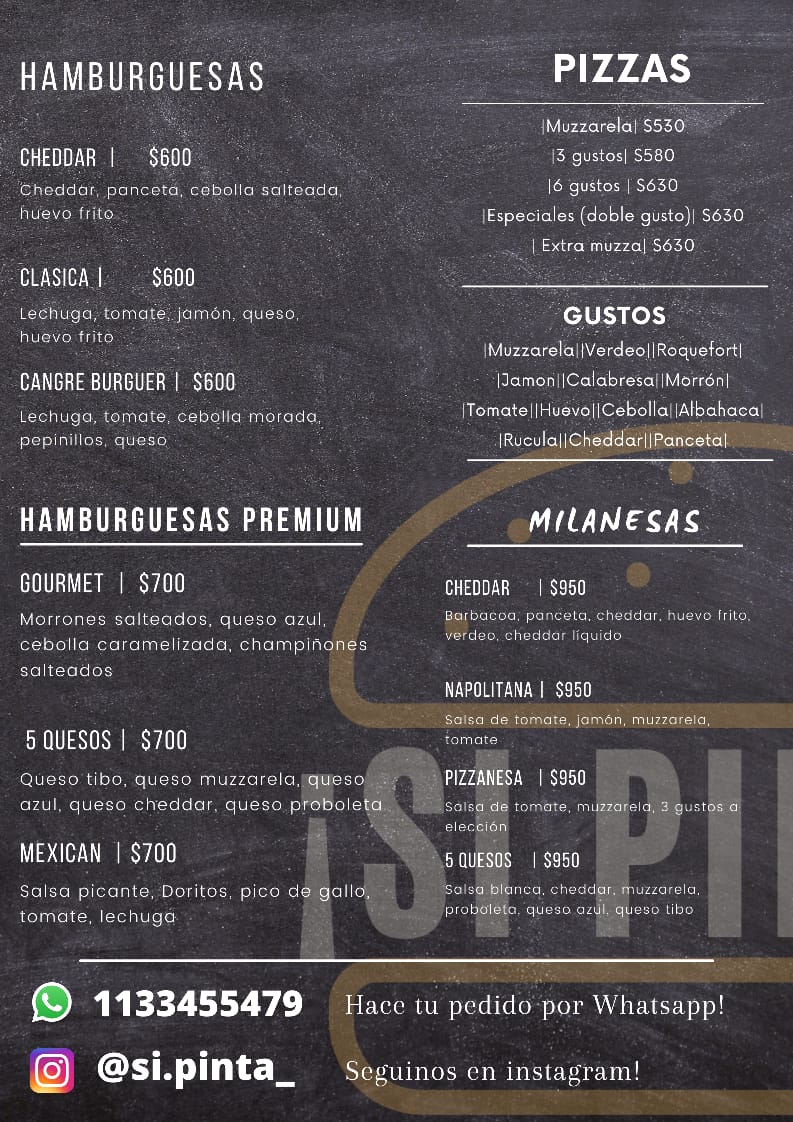 HAMBURGUESAS
CHEDDAR | $600
Cheddar, panceta, cebolla salteada,
huevo frito
CLASICA | $600
Lechuga, tomate, jamón, queso,
huevo frito
CANGRE BURGUER | $600
Lechuga, tomate, cebolla morada,
pepinillos, queso
HAMBURGUESAS PREMIUM
GOURMET | $700
Morrones salteados, queso azul,
cebolla caramelizada, champiñones
salteados
5 QUESOS | $700
Queso tibo, queso muzzarela, queso
azul, queso cheddar, queso proboleta
MEXICAN | $700
Salsa picante, Doritos, pico de gallo,
tomate, lechuga
PIZZAS
|Muzzarela| $530
|3 gustos| $580
|6 gustos | $630
|Especiales (doble gusto)| $630
| Extra muzza| $630
GUSTOS
|Muzzarela||Verdeo||Roquefort|
|Jamon||Calabresa||Morrón|
|Tomate||Huevo||Cebolla||Albahaca|
|Rucula||Cheddar||Panceta|
MILANESAS
CHEDDAR | $950
Barbacoa, panceta, cheddar, huevo frito,
verdeo, cheddar líquido
NAPOLITANA | $950
Salsa de tomate, jamón, muzzarela,
tomate
PIZZANESA | $950
Salsa de tomate, muzzarela, 3 gustos a
elección
5 QUESOS | $950
Salsa blanca, cheddar, muzzarela,
proboleta, queso azul, queso tibo
¡SI PI
1133455479 Hace tu pedido por Whatsapp!
@si.pinta_ Seguinos en instagram!